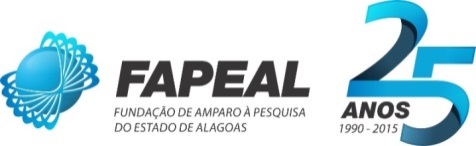 FAPEAL
FUNDAÇÃO DE AMPARO À PESQUISA
DO ESTADO DE ALAGOAS
25
ANOS
1990 - 2015